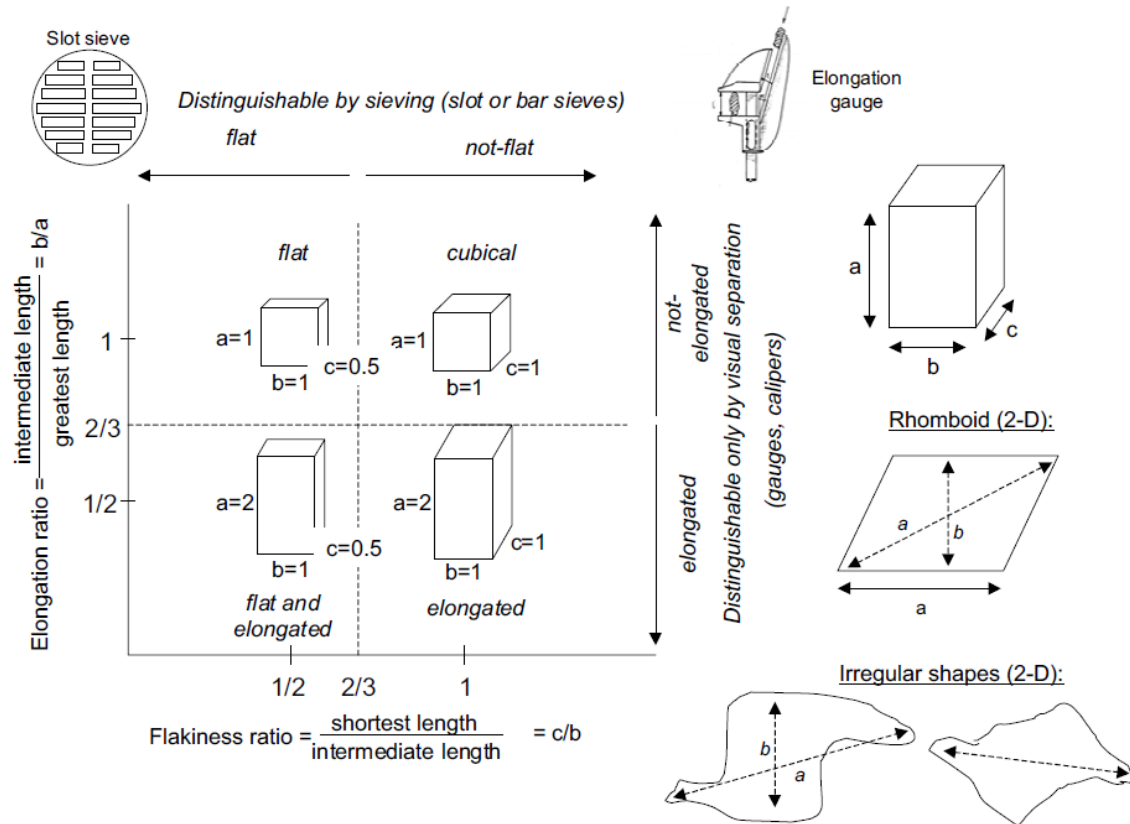 Slot sieve
Distinguishable by sieving (slot or bar sieves)
flat
not-flat
Elongation
gauge
Elongation ratio = intermediate length / greatest length = b/a
1
2/3
1/2
flat
a=1
b=1
c=0.5
cubical
a=1
b=1
c=1
a=2
b=1
c=0.5
flat and
elongated
a=2
b=1
c=1
elongated
1/2
2/3
1
Flakiness ratio = shortest length / intermediate length = c/b
not-
elongated
elongated
Distinguishable only by visual separation
(gauges, calipers)
a
b
c
Rhomboid (2-D):
a
b
a
Irregular shapes (2-D):
b
a